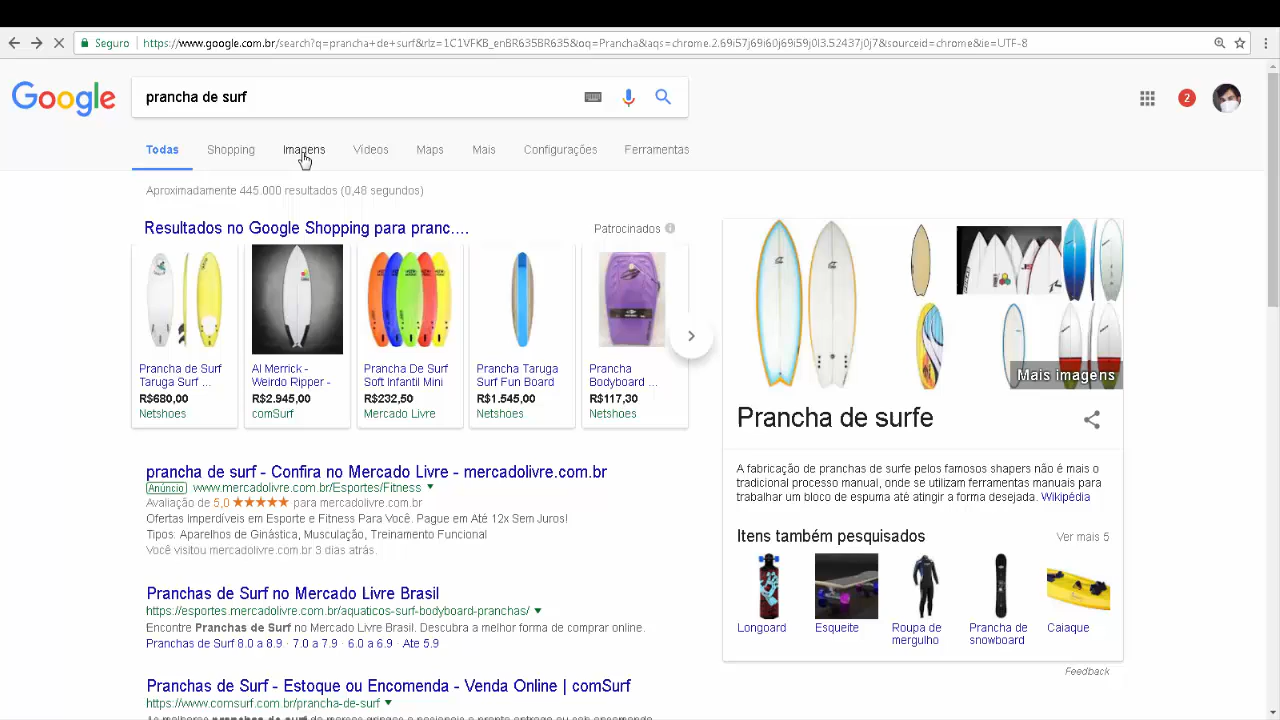 Seguro https://www.google.com.br/search?q=prancha+de+surf&rlz=1C1VFKB_enBR635BR635&oq=Prancha&aqs=chrome.2.69i57j69i60j69i59j0l3.52437j0j7&sourceid=chrome&ie=UTF-8
Google
prancha de surf
2
Todas Shopping Imagens Vídeos Maps Mais Configurações Ferramentas
Aproximadamente 445.000 resultados (0,48 segundos)
Resultados no Google Shopping para pranc....
Patrocinados
Prancha de Surf
Taruga Surf ...
R$680,00
Netshoes
Al Merrick -
Weirdo Ripper -
R$2.945,00
comSurf
Prancha De Surf
Soft Infantil Mini
R$232,50
Mercado Livre
Prancha Taruga
Surf Fun Board
R$1.545,00
Netshoes
Prancha
Bodyboard ...
R$117,30
Netshoes
prancha de surf - Confira no Mercado Livre - mercadolivre.com.br
Anúncio www.mercadolivre.com.br/Esportes/Fitness
Avaliação de 5,0 ★★★★★ para mercadolivre.com.br
Ofertas Imperdíveis em Esporte e Fitness Para Você. Pague em Até 12x Sem Juros!
Tipos: Aparelhos de Ginástica, Musculação, Treinamento Funcional
Você visitou mercadolivre.com.br 3 dias atrás.
Pranchas de Surf no Mercado Livre Brasil
https://esportes.mercadolivre.com.br/aquaticos-surf-bodyboard-pranchas/
Encontre Pranchas de Surf no Mercado Livre Brasil. Descubra a melhor forma de comprar online.
Pranchas de Surf 8.0 a 8.9 · 7.0 a 7.9 · 6.0 a 6.9 · Ate 5.9
Pranchas de Surf - Estoque ou Encomenda - Venda Online | comSurf
https://www.comsurf.com.br/prancha-de-surf
Mais imagens
Prancha de surfe
A fabricação de pranchas de surfe pelos famosos shapers não é mais o
tradicional processo manual, onde se utilizam ferramentas manuais para
trabalhar um bloco de espuma até atingir a forma desejada. Wikipédia
Itens também pesquisados
Ver mais 5
Longoard
Esqueite
Roupa de
mergulho
Prancha de
snowboard
Caiaque
Feedback